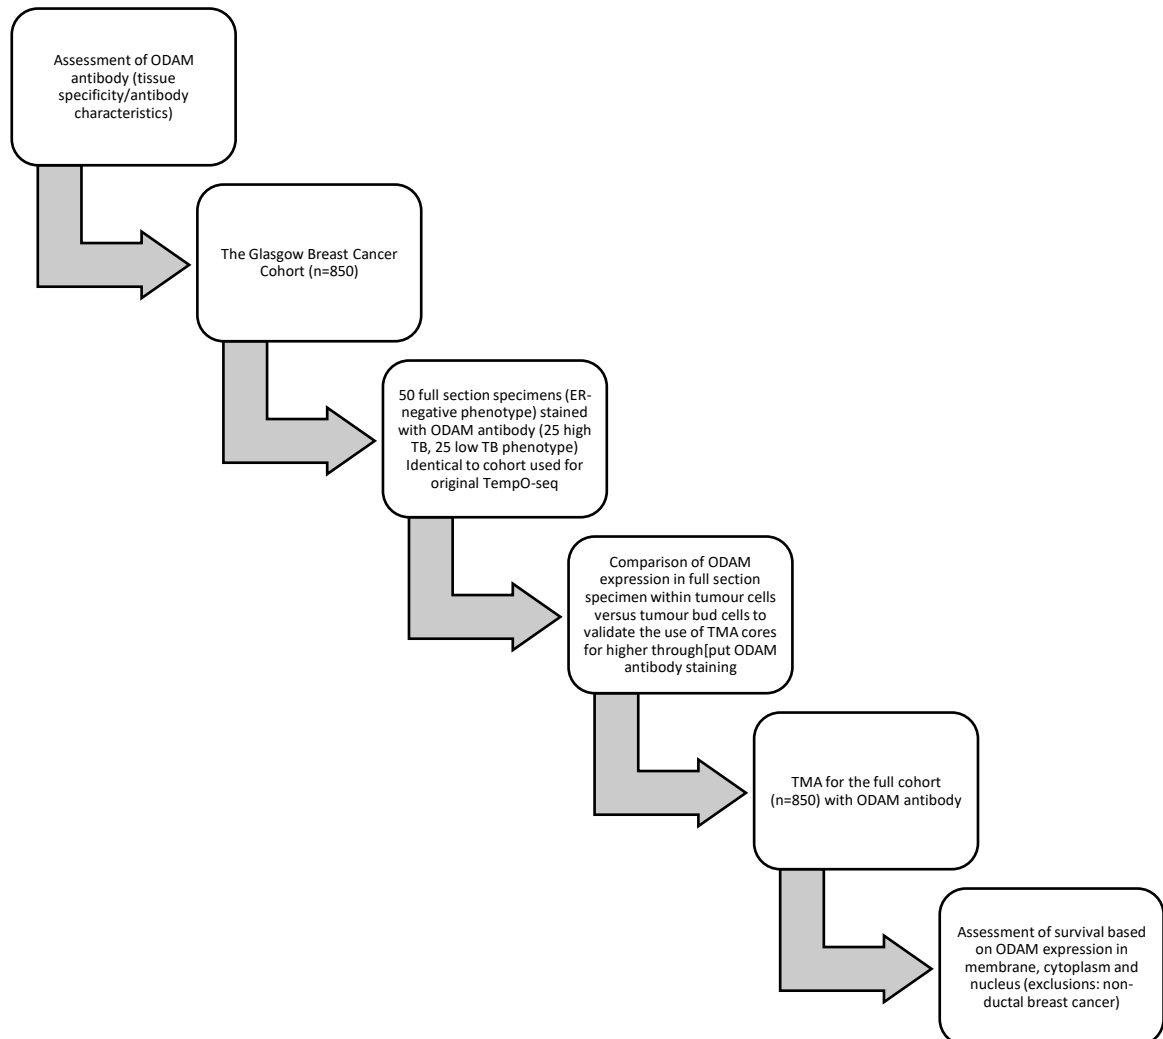 Assessment of ODAM
antibody (tissue
specificity/antibody
characteristics)
The Glasgow Breast Cancer
Cohort (n=850)
50 full section specimens (ER-
negative phenotype) stained
with ODAM antibody (25 high
TB, 25 low TB phenotype)
Identical to cohort used for
original TempO-seq
Comparison of ODAM
expression in full section
specimen within tumour cells
versus tumour bud cells to
validate the use of TMA cores
for higher through[put ODAM
antibody staining
TMA for the full cohort
(n=850) with ODAM antibody
Assessment of survival based
on ODAM expression in
membrane, cytoplasm and
nucleus (exclusions: non-
ductal breast cancer)